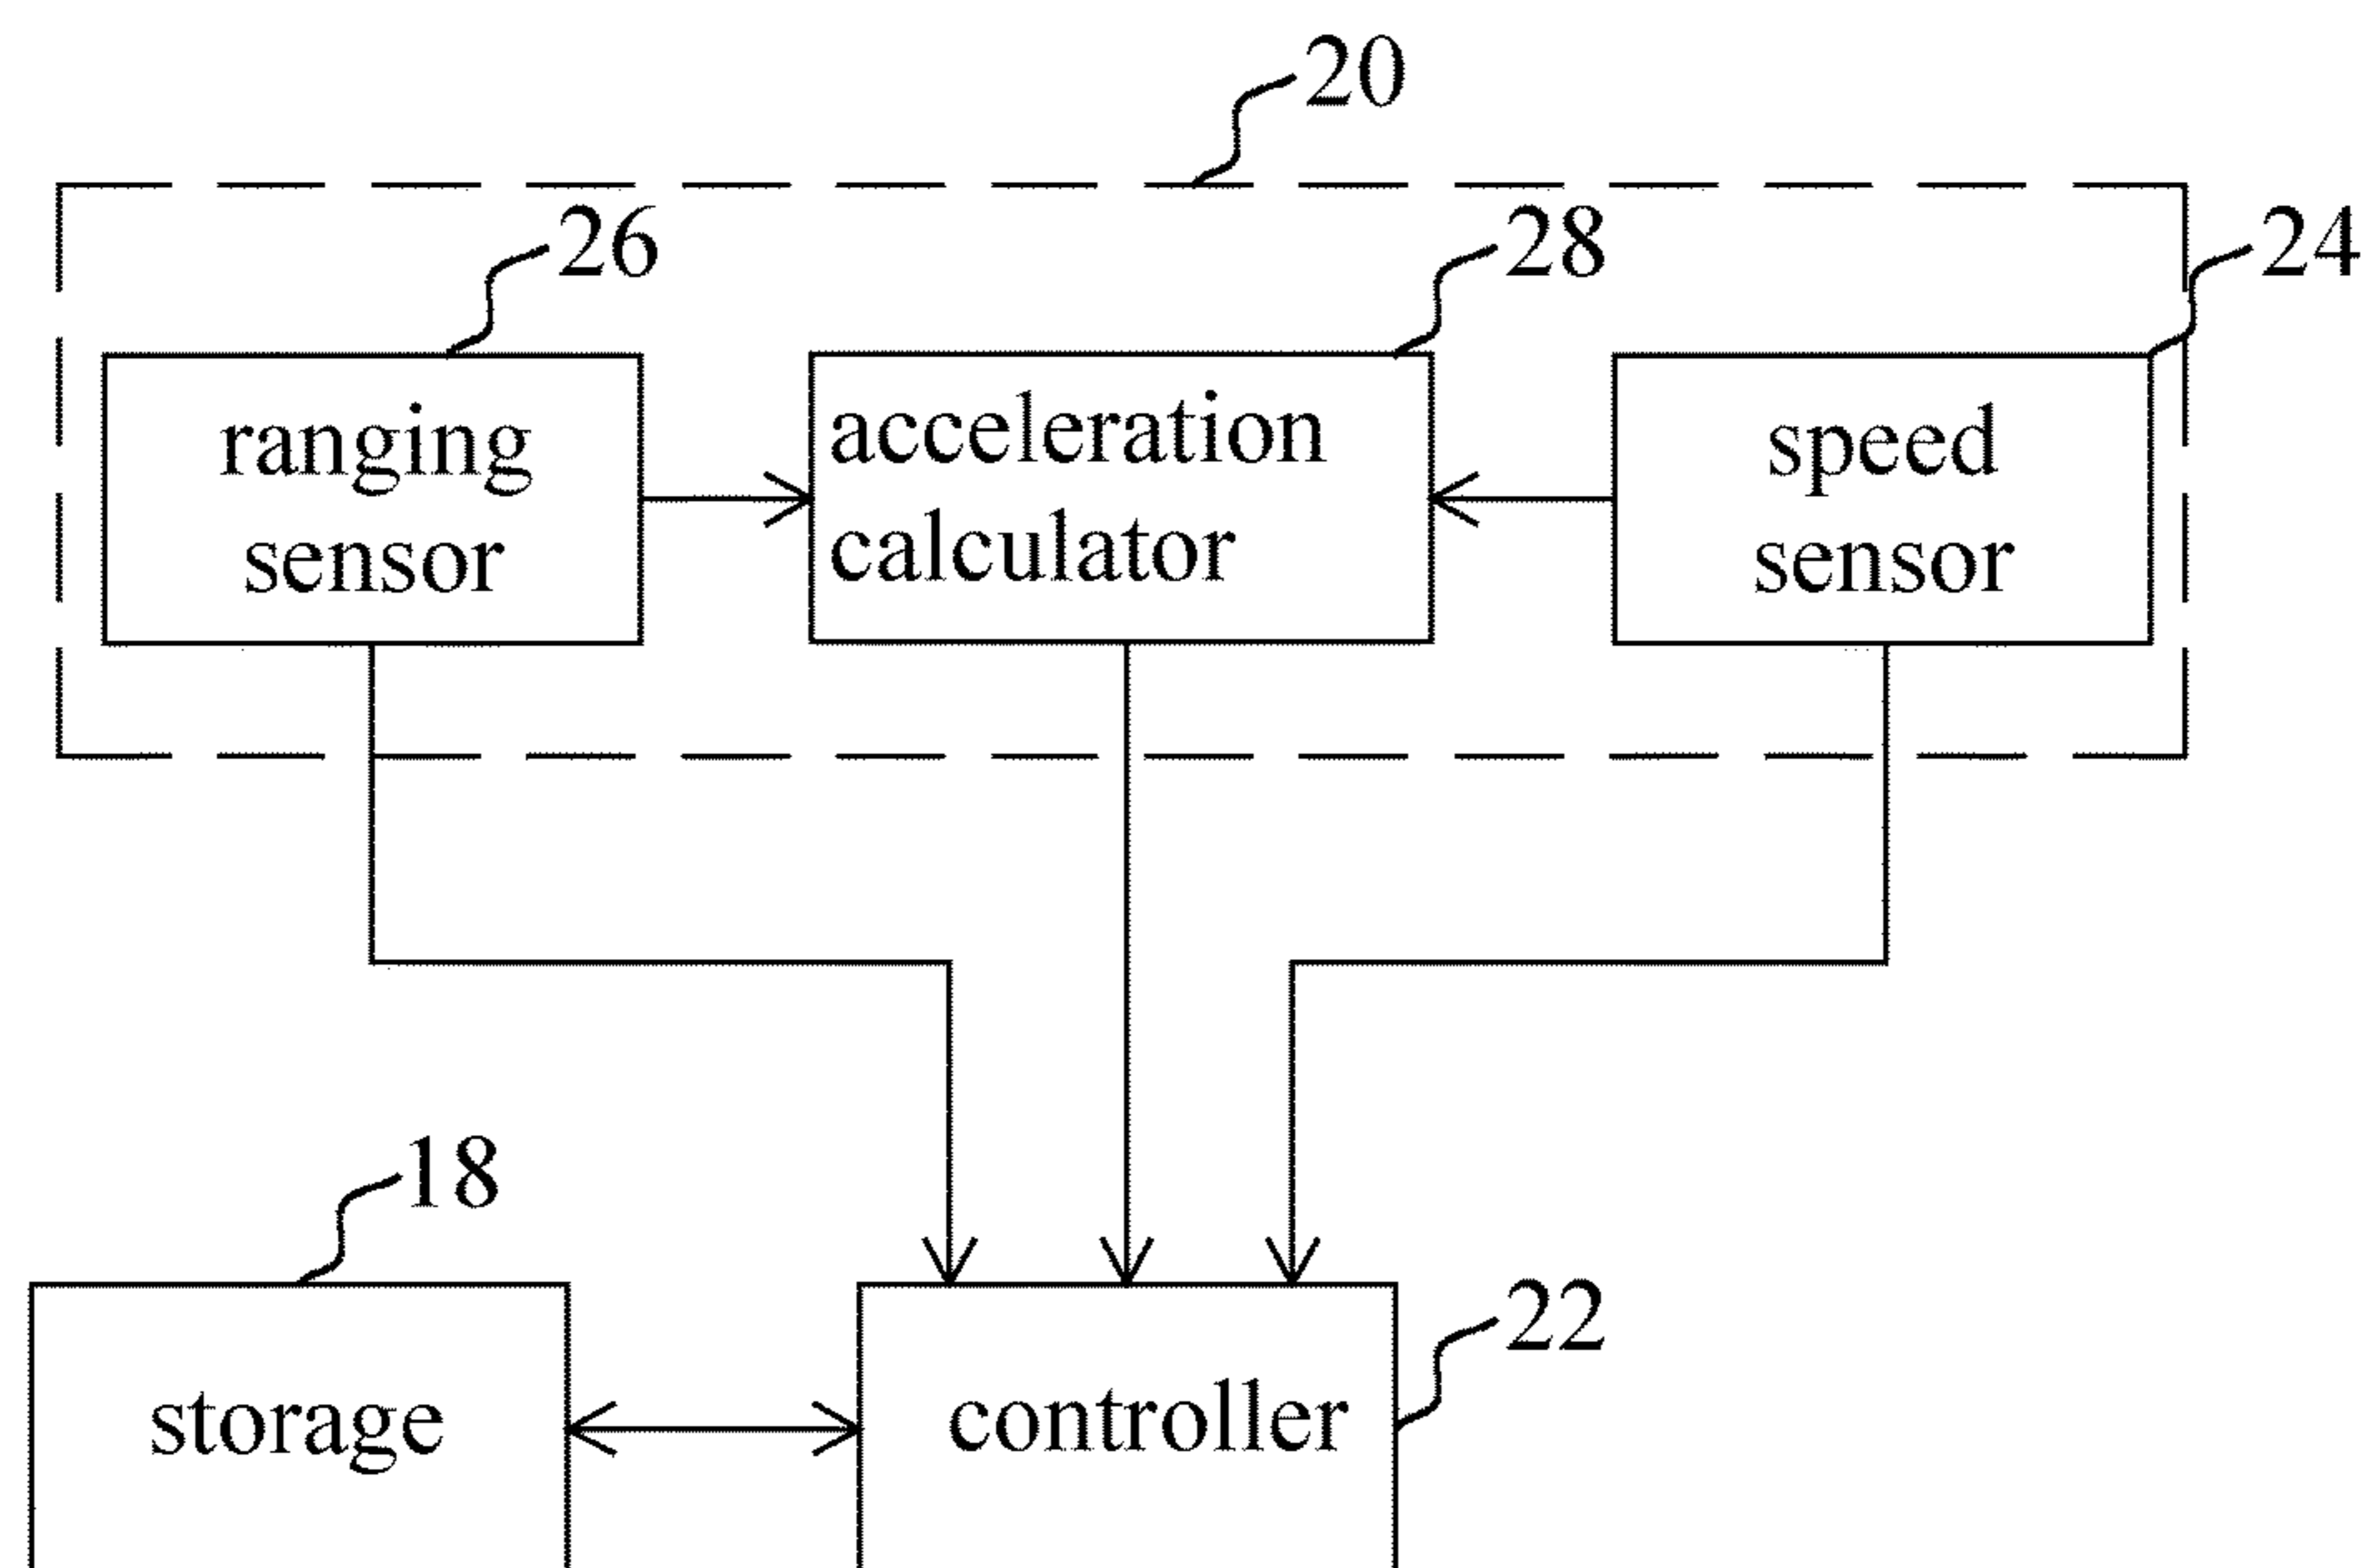 20
26
28
24
ranging
sensor
acceleration
calculator
speed
sensor
18
22
storage
controller